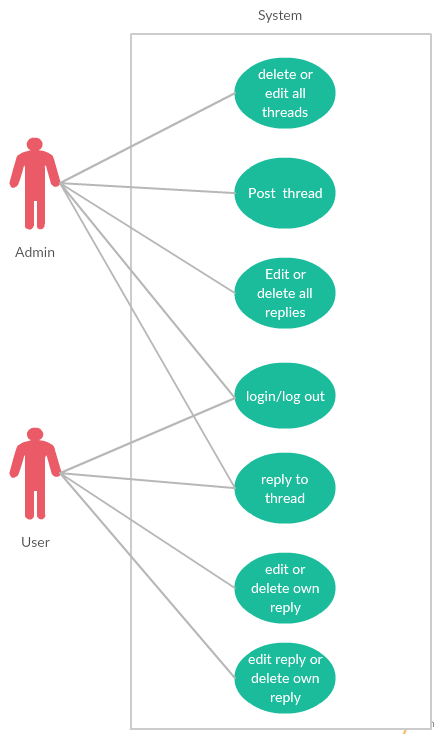 System
delete or
edit all
threads
Post thread
Edit or
delete all
replies
Admin
login/log out
reply to
thread
User
edit or
delete own
reply
edit reply or
delete own
reply